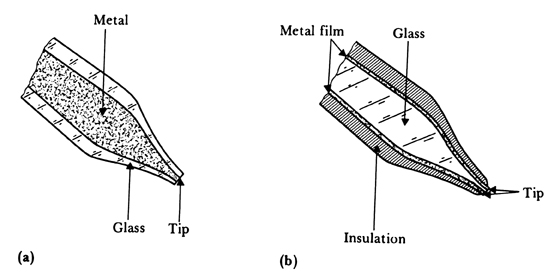 Metal
Glass
Tip
(a)
Metal film
Glass
Tip
Insulation
(b)